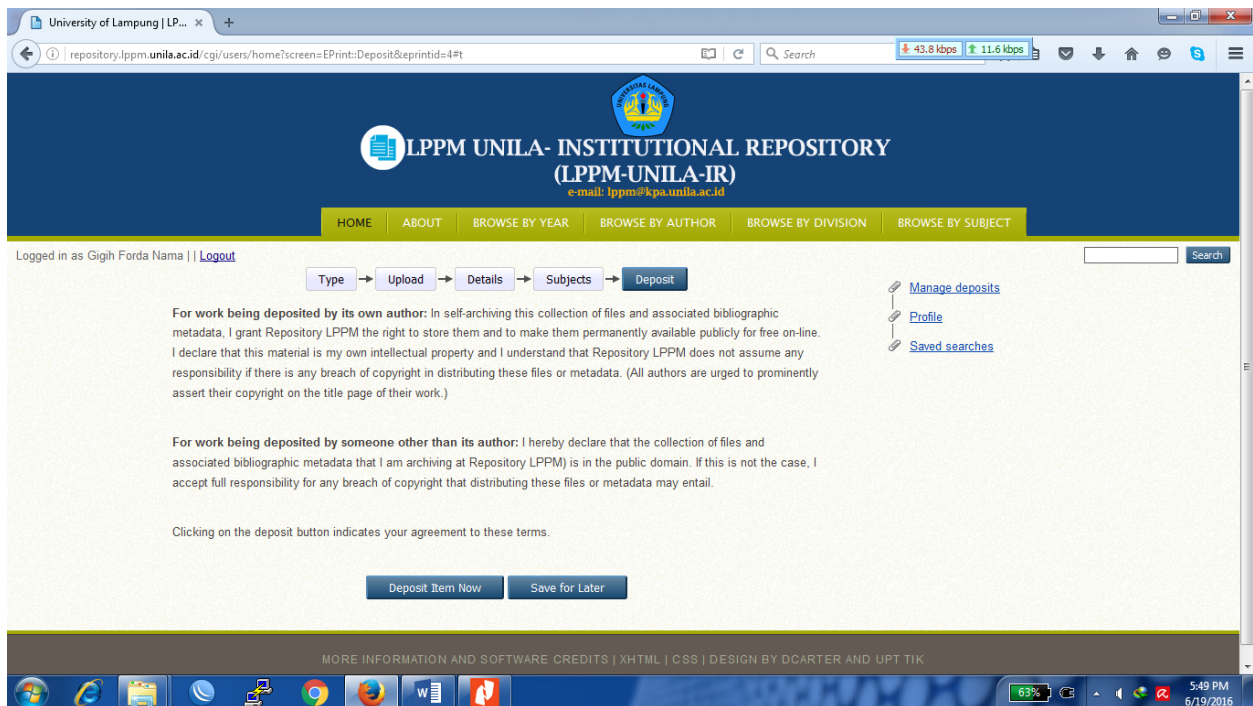 University of Lampung | LP...
repository.lppm.unila.ac.id/cgi/users/home?screen=EPrint::Deposit&eprintid=4#t
Search
43.8 kbps 11.6 kbps
UNIVERSITAS LAMPUNG
LPPM UNILA- INSTITUTIONAL REPOSITORY
(LPPM-UNILA-IR)
e-mail: lppm@kpa.unila.ac.id
HOME ABOUT BROWSE BY YEAR BROWSE BY AUTHOR BROWSE BY DIVISION BROWSE BY SUBJECT
Logged in as Gigih Forda Nama | | Logout
Search
Type Upload Details Subjects Deposit
Manage deposits
Profile
Saved searches
For work being deposited by its own author: In self-archiving this collection of files and associated bibliographic
metadata, I grant Repository LPPM the right to store them and to make them permanently available publicly for free on-line.
I declare that this material is my own intellectual property and I understand that Repository LPPM does not assume any
responsibility if there is any breach of copyright in distributing these files or metadata. (All authors are urged to prominently
assert their copyright on the title page of their work.)
For work being deposited by someone other than its author: I hereby declare that the collection of files and
associated bibliographic metadata that I am archiving at Repository LPPM) is in the public domain. If this is not the case, I
accept full responsibility for any breach of copyright that distributing these files or metadata may entail.
Clicking on the deposit button indicates your agreement to these terms.
Deposit Item Now Save for Later
MORE INFORMATION AND SOFTWARE CREDITS | XHTML | CSS | DESIGN BY DCARTER AND UPT TIK
63%
5:49 PM
6/19/2016